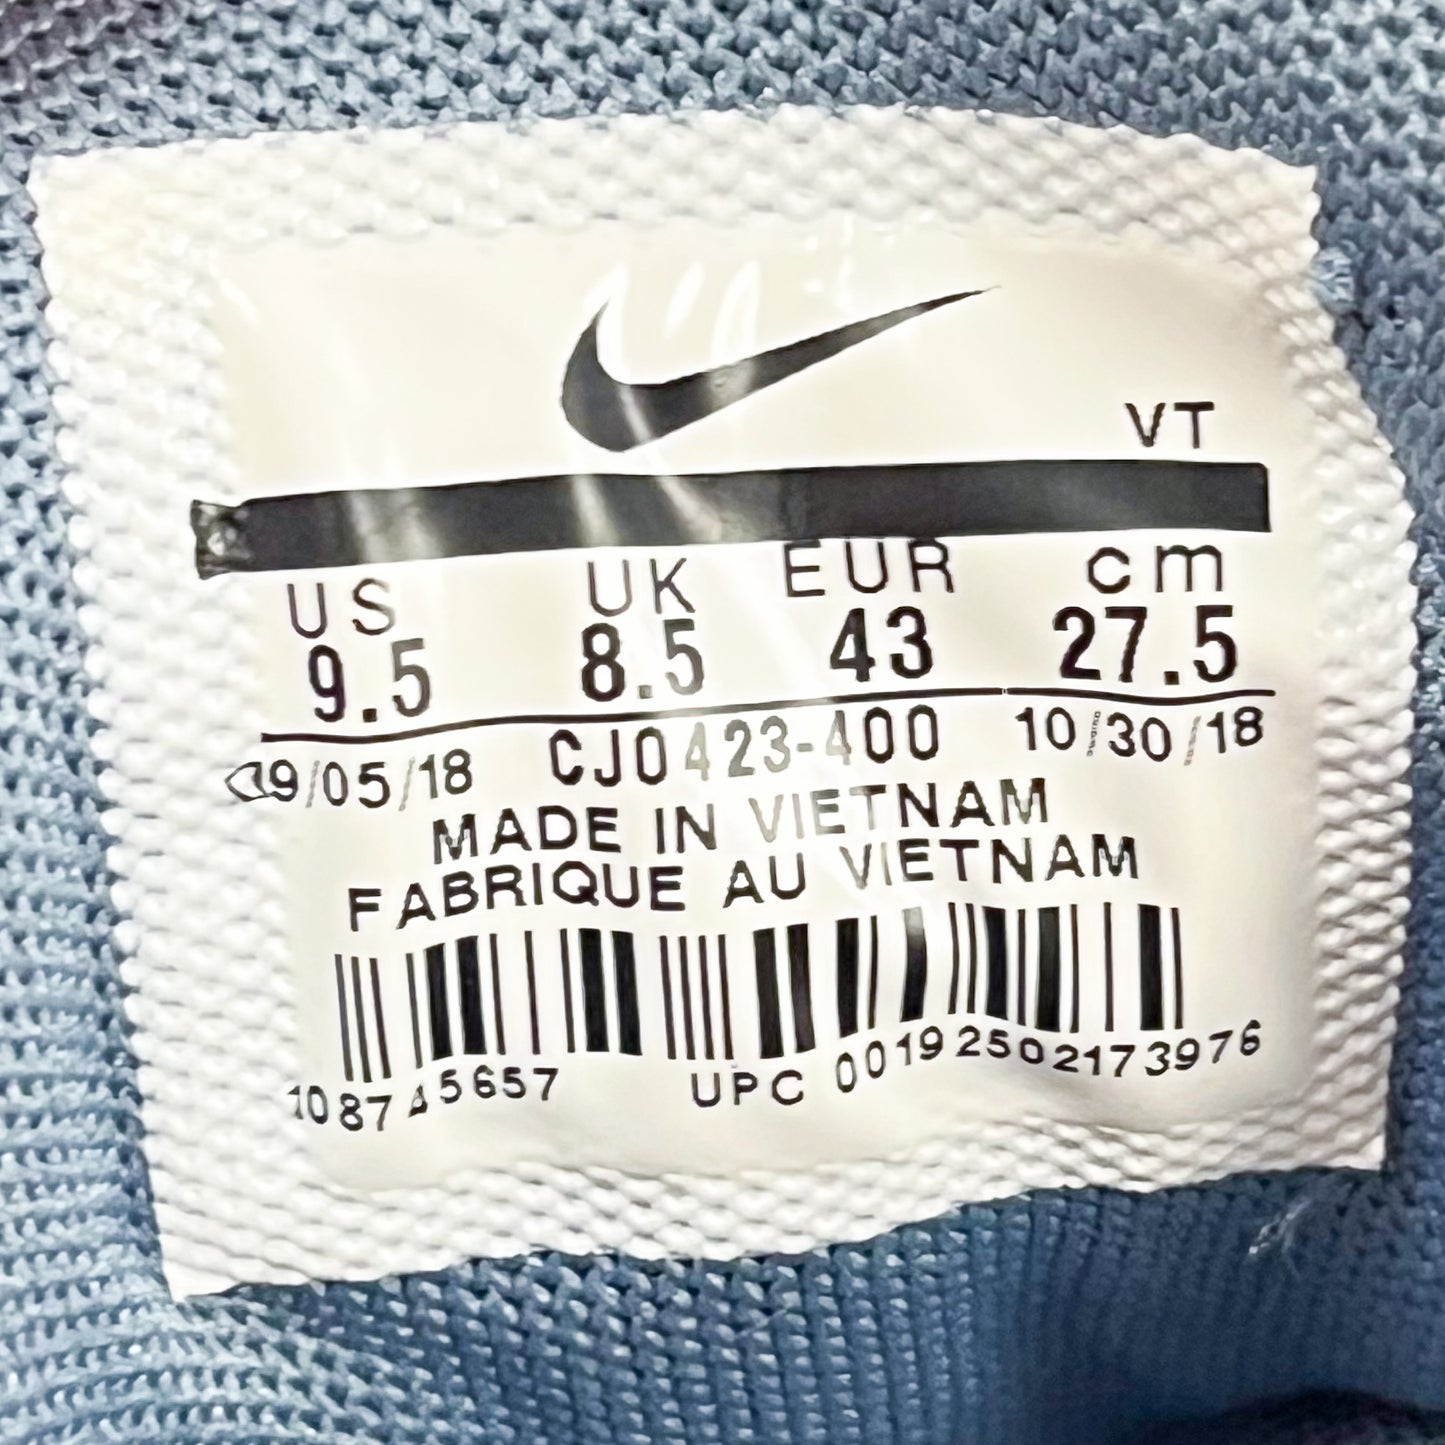 VT
US UK EUR cm
9.5 8.5 43 27.5
09/05/18 CJ0423-400 10/30/18
MADE IN VIETNAM
FABRIQUE AU VIETNAM
108745657 UPC 00192502173976